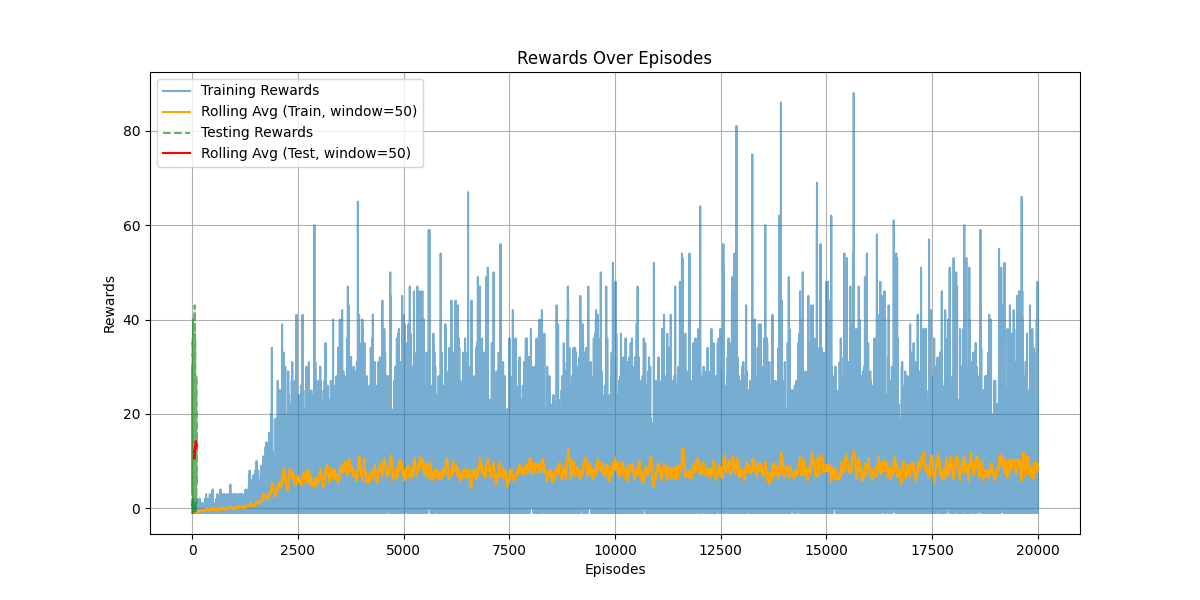 Rewards Over Episodes
Training Rewards
Rolling Avg (Train, window=50)
Testing Rewards
Rolling Avg (Test, window=50)
Rewards
80
60
40
20
0
0 2500 5000 7500 10000 12500 15000 17500 20000
Episodes